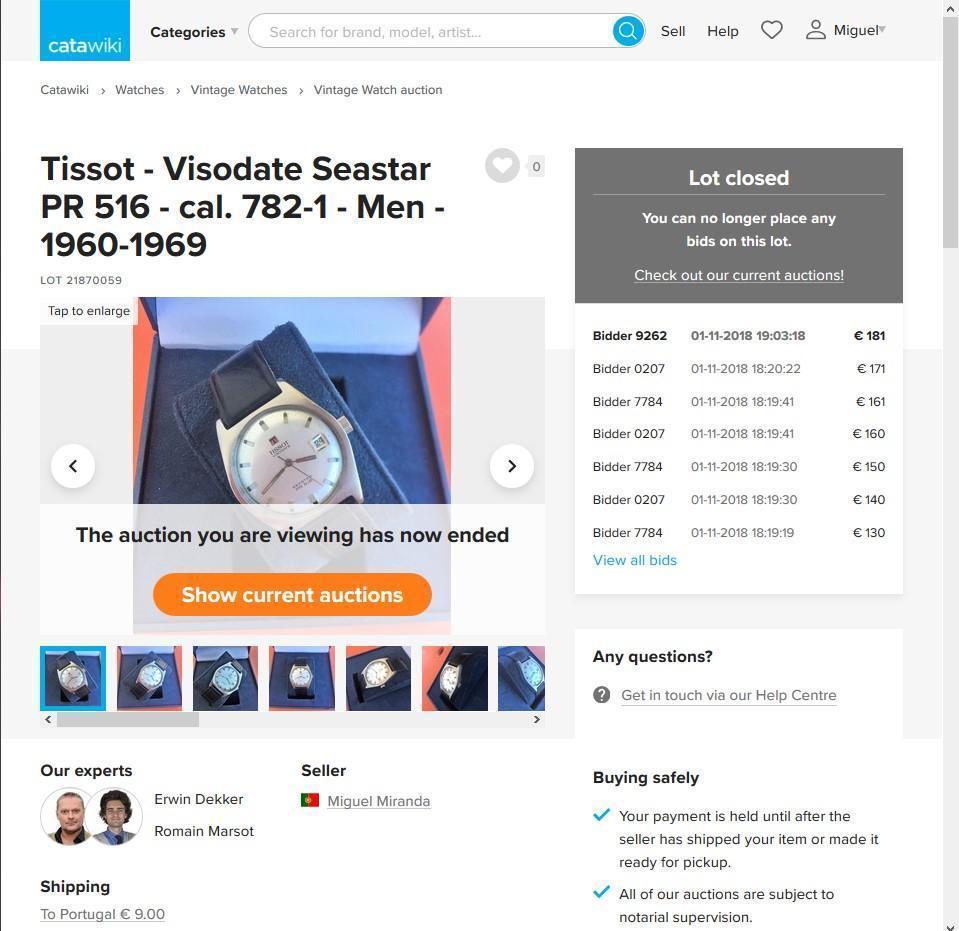 catawiki
Categories
Search for brand, model, artist...
Sell
Help
Miguel
Catawiki › Watches › Vintage Watches › Vintage Watch auction
Tissot - Visodate Seastar
PR 516 - cal. 782-1 - Men -
1960-1969
0
LOT 21870059
Tap to enlarge
TISSOT
The auction you are viewing has now ended
Show current auctions
Lot closed
You can no longer place any
bids on this lot.
Check out our current auctions!
Bidder 9262 01-11-2018 19:03:18 € 181
Bidder 0207 01-11-2018 18:20:22 € 171
Bidder 7784 01-11-2018 18:19:41 € 161
Bidder 0207 01-11-2018 18:19:41 € 160
Bidder 7784 01-11-2018 18:19:30 € 150
Bidder 0207 01-11-2018 18:19:30 € 140
Bidder 7784 01-11-2018 18:19:19 € 130
View all bids
Any questions?
Get in touch via our Help Centre
Our experts
Erwin Dekker
Romain Marsot
Seller
Miguel Miranda
Shipping
To Portugal € 9.00
Buying safely
Your payment is held until after the
seller has shipped your item or made it
ready for pickup.
All of our auctions are subject to
notarial supervision.